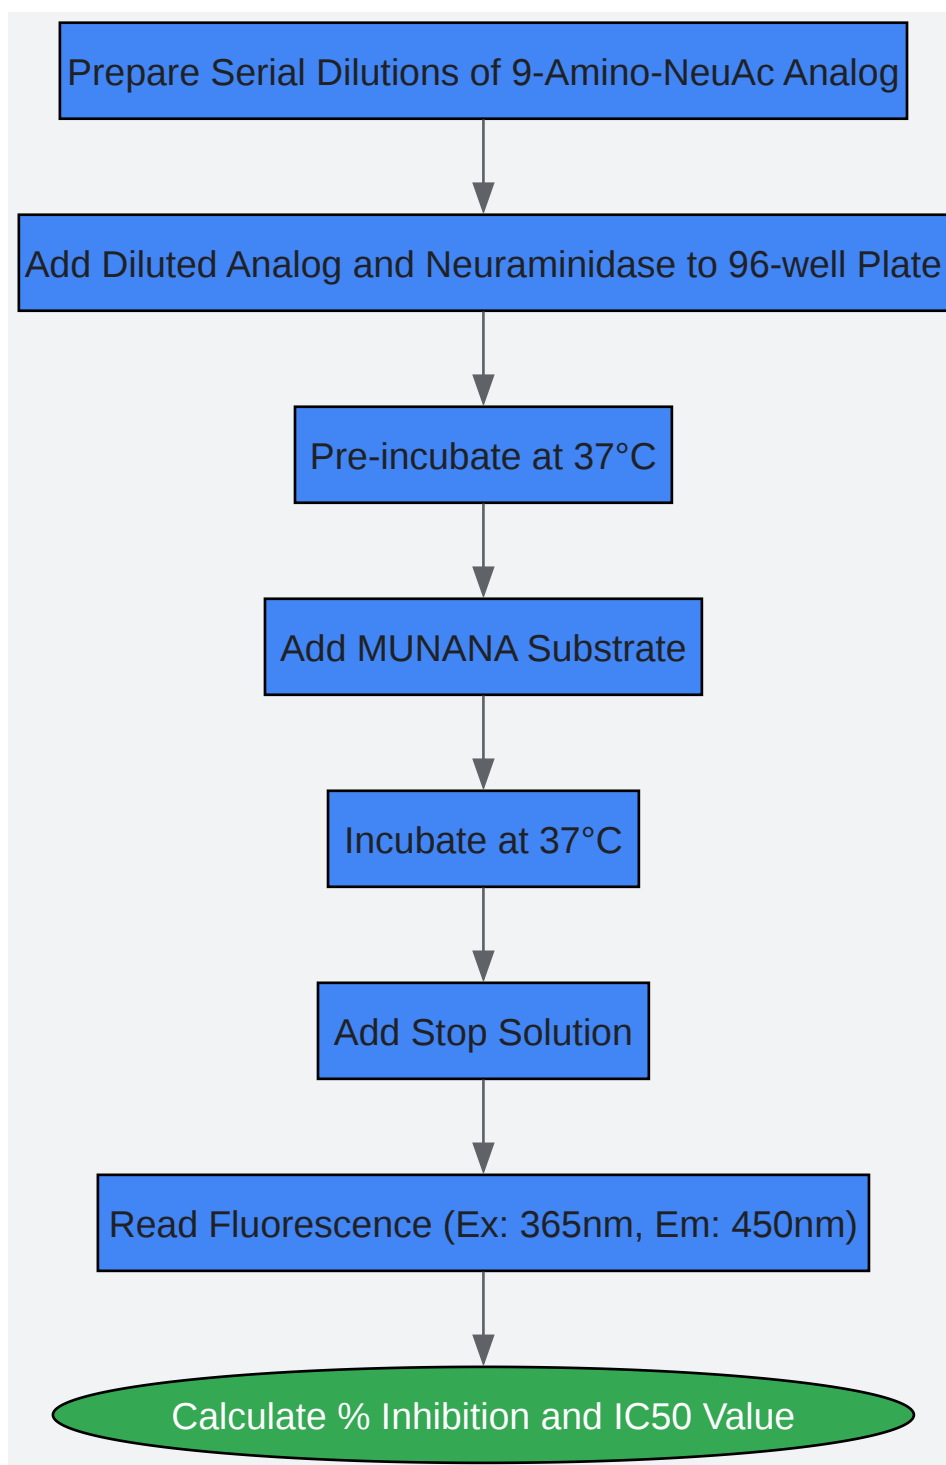 Prepare Serial Dilutions of 9-Amino-NeuAc Analog
Add Diluted Analog and Neuraminidase to 96-well Plate
Pre-incubate at 37°C
Add MUNANA Substrate
Incubate at 37°C
Add Stop Solution
Read Fluorescence (Ex: 365nm, Em: 450nm)
Calculate % Inhibition and IC50 Value